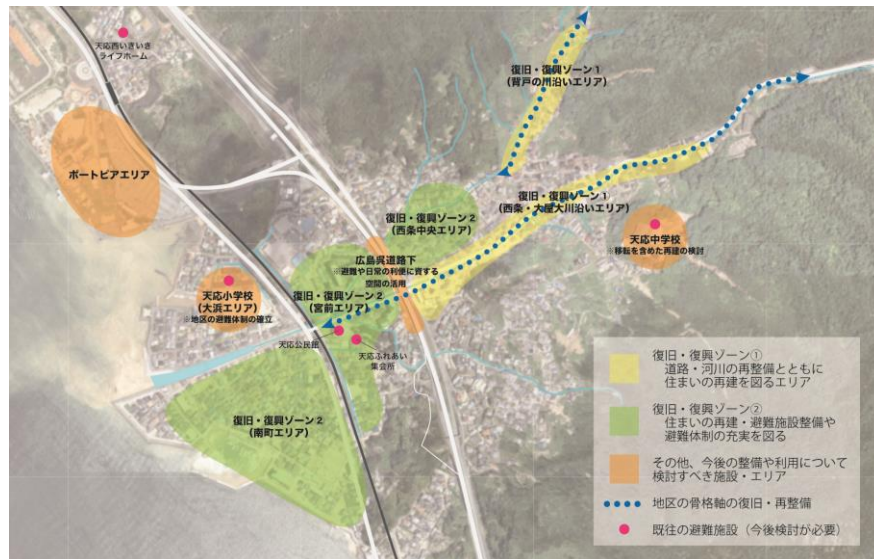 天応西いきいき
ライフホーム
復旧・復興ゾーン1
(背戸の川沿いエリア)
ポートピアエリア
復旧・復興ゾーン1
(西条・大屋大川沿いエリア)
復旧・復興ゾーン2
(西条中央エリア)
天応中学校
※移転を含めた再建の検討
広島呉道路下
※避難や日常の利便に資する
空間の活用
天応小学校
(大浜エリア)
※地区の避難体制の確立
復旧・復興ゾーン2
(宮前エリア)
天応公民館
天応ふれあい
集会所
復旧・復興ゾーン2
(南町エリア)
復旧・復興ゾーン①
道路・河川の再整備とともに
住まいの再建を図るエリア
復旧・復興ゾーン②
住まいの再建・避難施設整備や
避難体制の充実を図る
その他、今後の整備や利用について
検討すべき施設・エリア
地区の骨格軸の復旧・再整備
既往の避難施設（今後検討が必要）